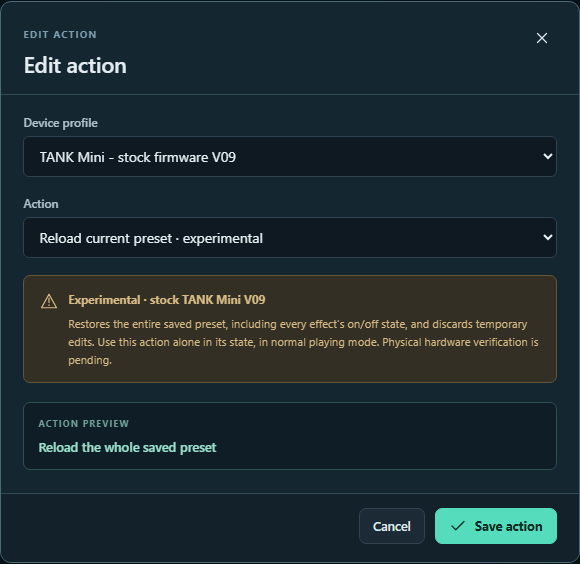 EDIT ACTION
Edit action
Device profile
TANK Mini - stock firmware V09
Action
Reload current preset · experimental
Experimental · stock TANK Mini V09
Restores the entire saved preset, including every effect's on/off state, and discards temporary
edits. Use this action alone in its state, in normal playing mode. Physical hardware verification is
pending.
ACTION PREVIEW
Reload the whole saved preset
Cancel
Save action